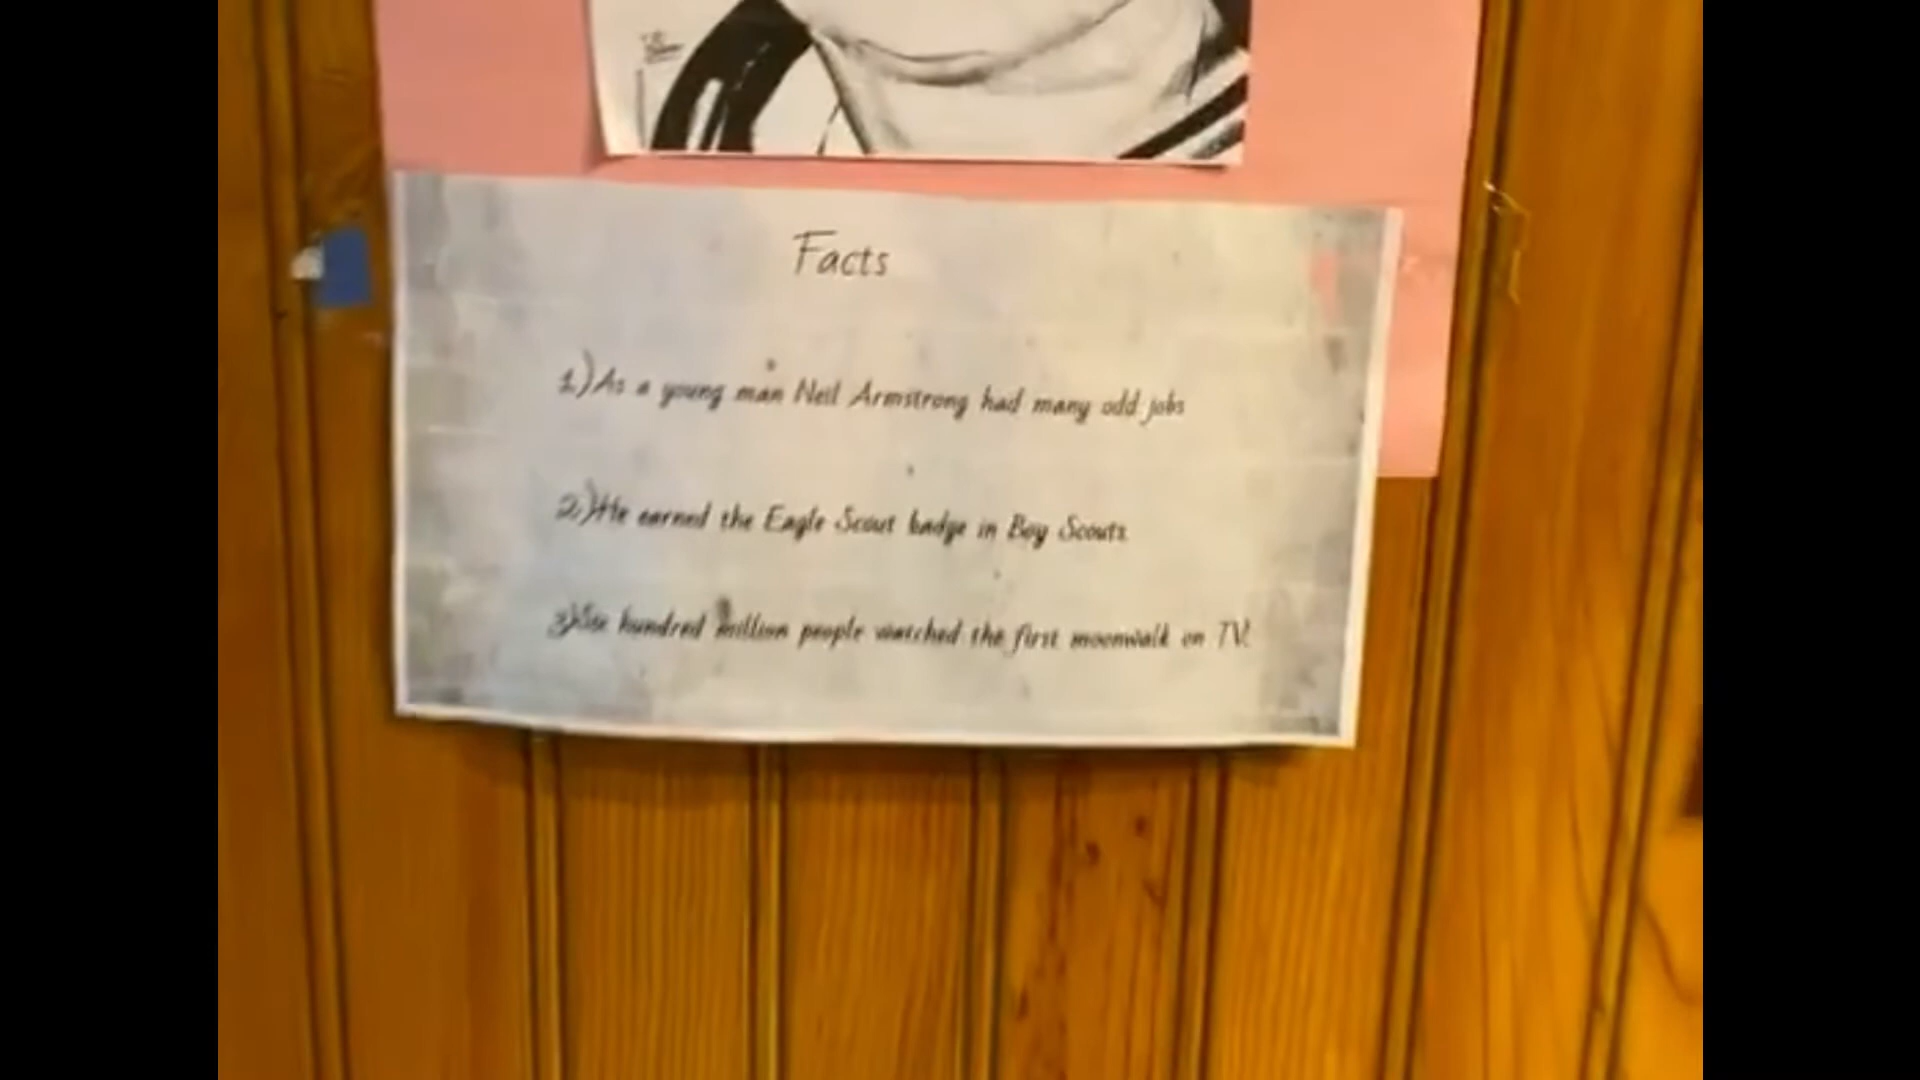 Facts
1) As a young man Neil Armstrong had many odd jobs
2) He earned the Eagle Scout badge in Boy Scouts.
3) Six hundred million people watched the first moonwalk on TV.